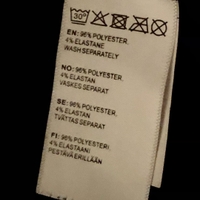 30°
EN: 96% POLYESTER.
4% ELASTANE
WASH SEPARATELY
NO: 96% POLYESTER.
4% ELASTAN
VASKES SEPARAT
SE: 96% POLYESTER.
4% ELASTAN
TVÄTTAS SEPARAT
FI: 96% POLYESTERI.
4% ELASTAANI
PESTÄVÄ ERILLÄÄN